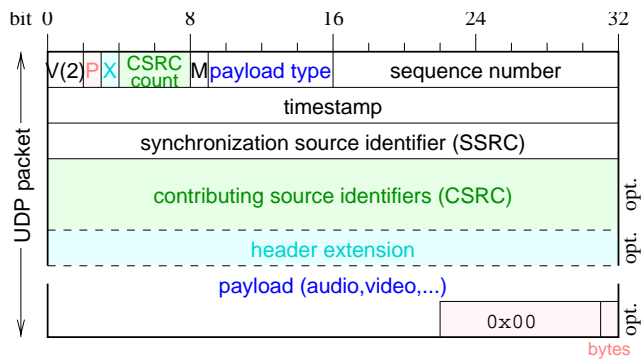 bit 0 8 16 24 32
V(2) P X CSRC count M payload type sequence number
timestamp
synchronization source identifier (SSRC)
contributing source identifiers (CSRC) opt.
header extension opt.
payload (audio,video,...)
0x00 opt.
bytes
UDP packet